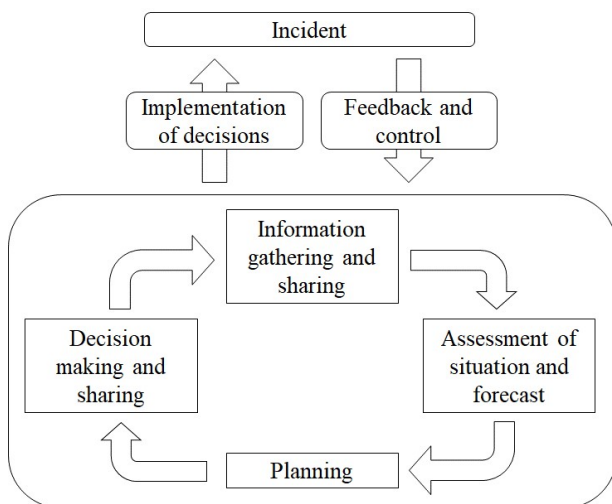 Incident
Implementation
of decisions
Feedback and
control
Information
gathering and
sharing
Decision
making and
sharing
Assessment of
situation and
forecast
Planning